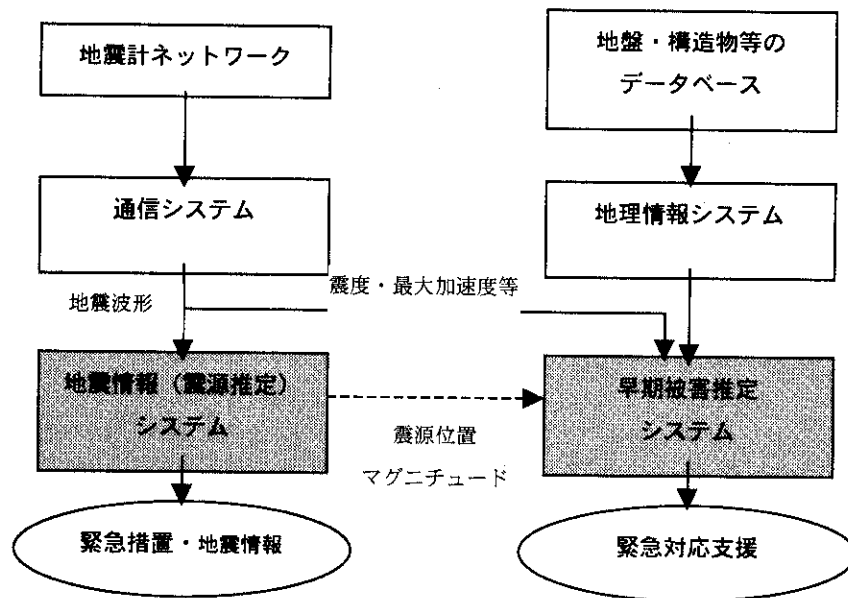 地震計ネットワーク
地盤・構造物等の
データベース
通信システム
地理情報システム
地震波形
震度・最大加速度等
地震情報（震源推定）
システム
早期被害推定
システム
震源位置
マグニチュード
緊急措置・地震情報
緊急対応支援